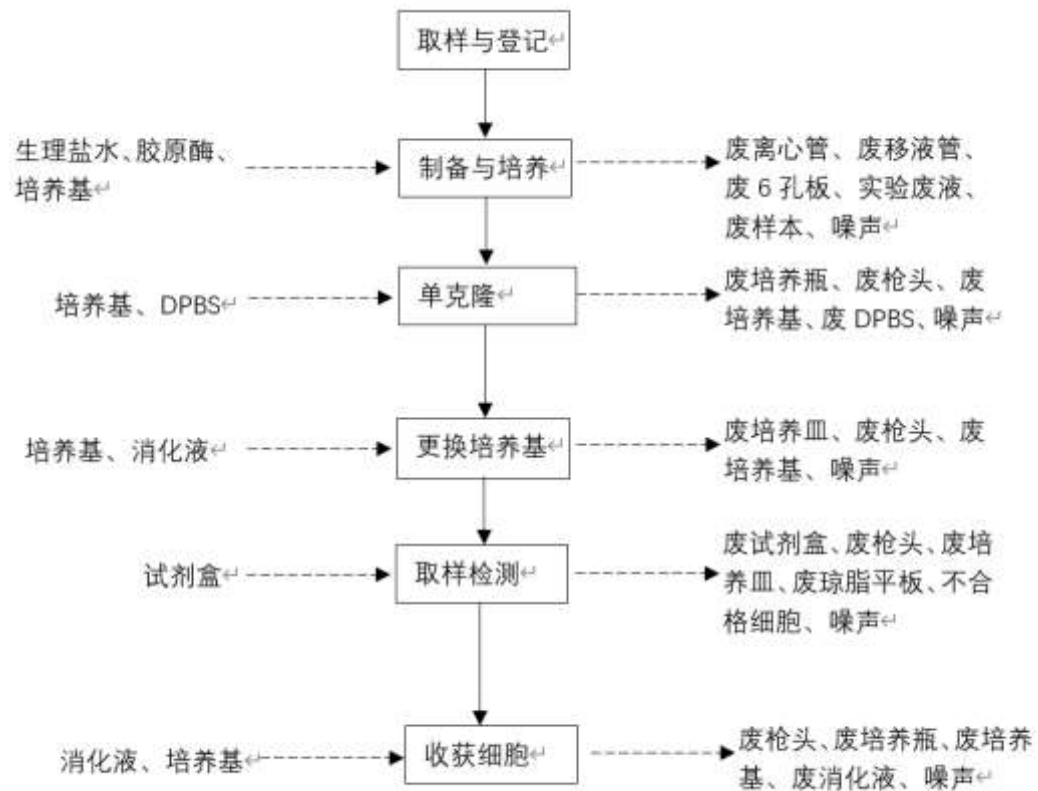 取样与登记↵
生理盐水、胶原酶、
培养基↵
制备与培养↵
废离心管、废移液管、
废6孔板、实验废液、
废样本、噪声↵
培养基、DPBS↵
单克隆↵
废培养瓶、废枪头、废
培养基、废DPBS、噪声↵
培养基、消化液↵
更换培养基↵
废培养皿、废枪头、废
培养基、噪声↵
试剂盒↵
取样检测↵
废试剂盒、废枪头、废培
养皿、废琼脂平板、不合
格细胞、噪声↵
消化液、培养基↵
收获细胞↵
废枪头、废培养瓶、废培养
基、废消化液、噪声↵